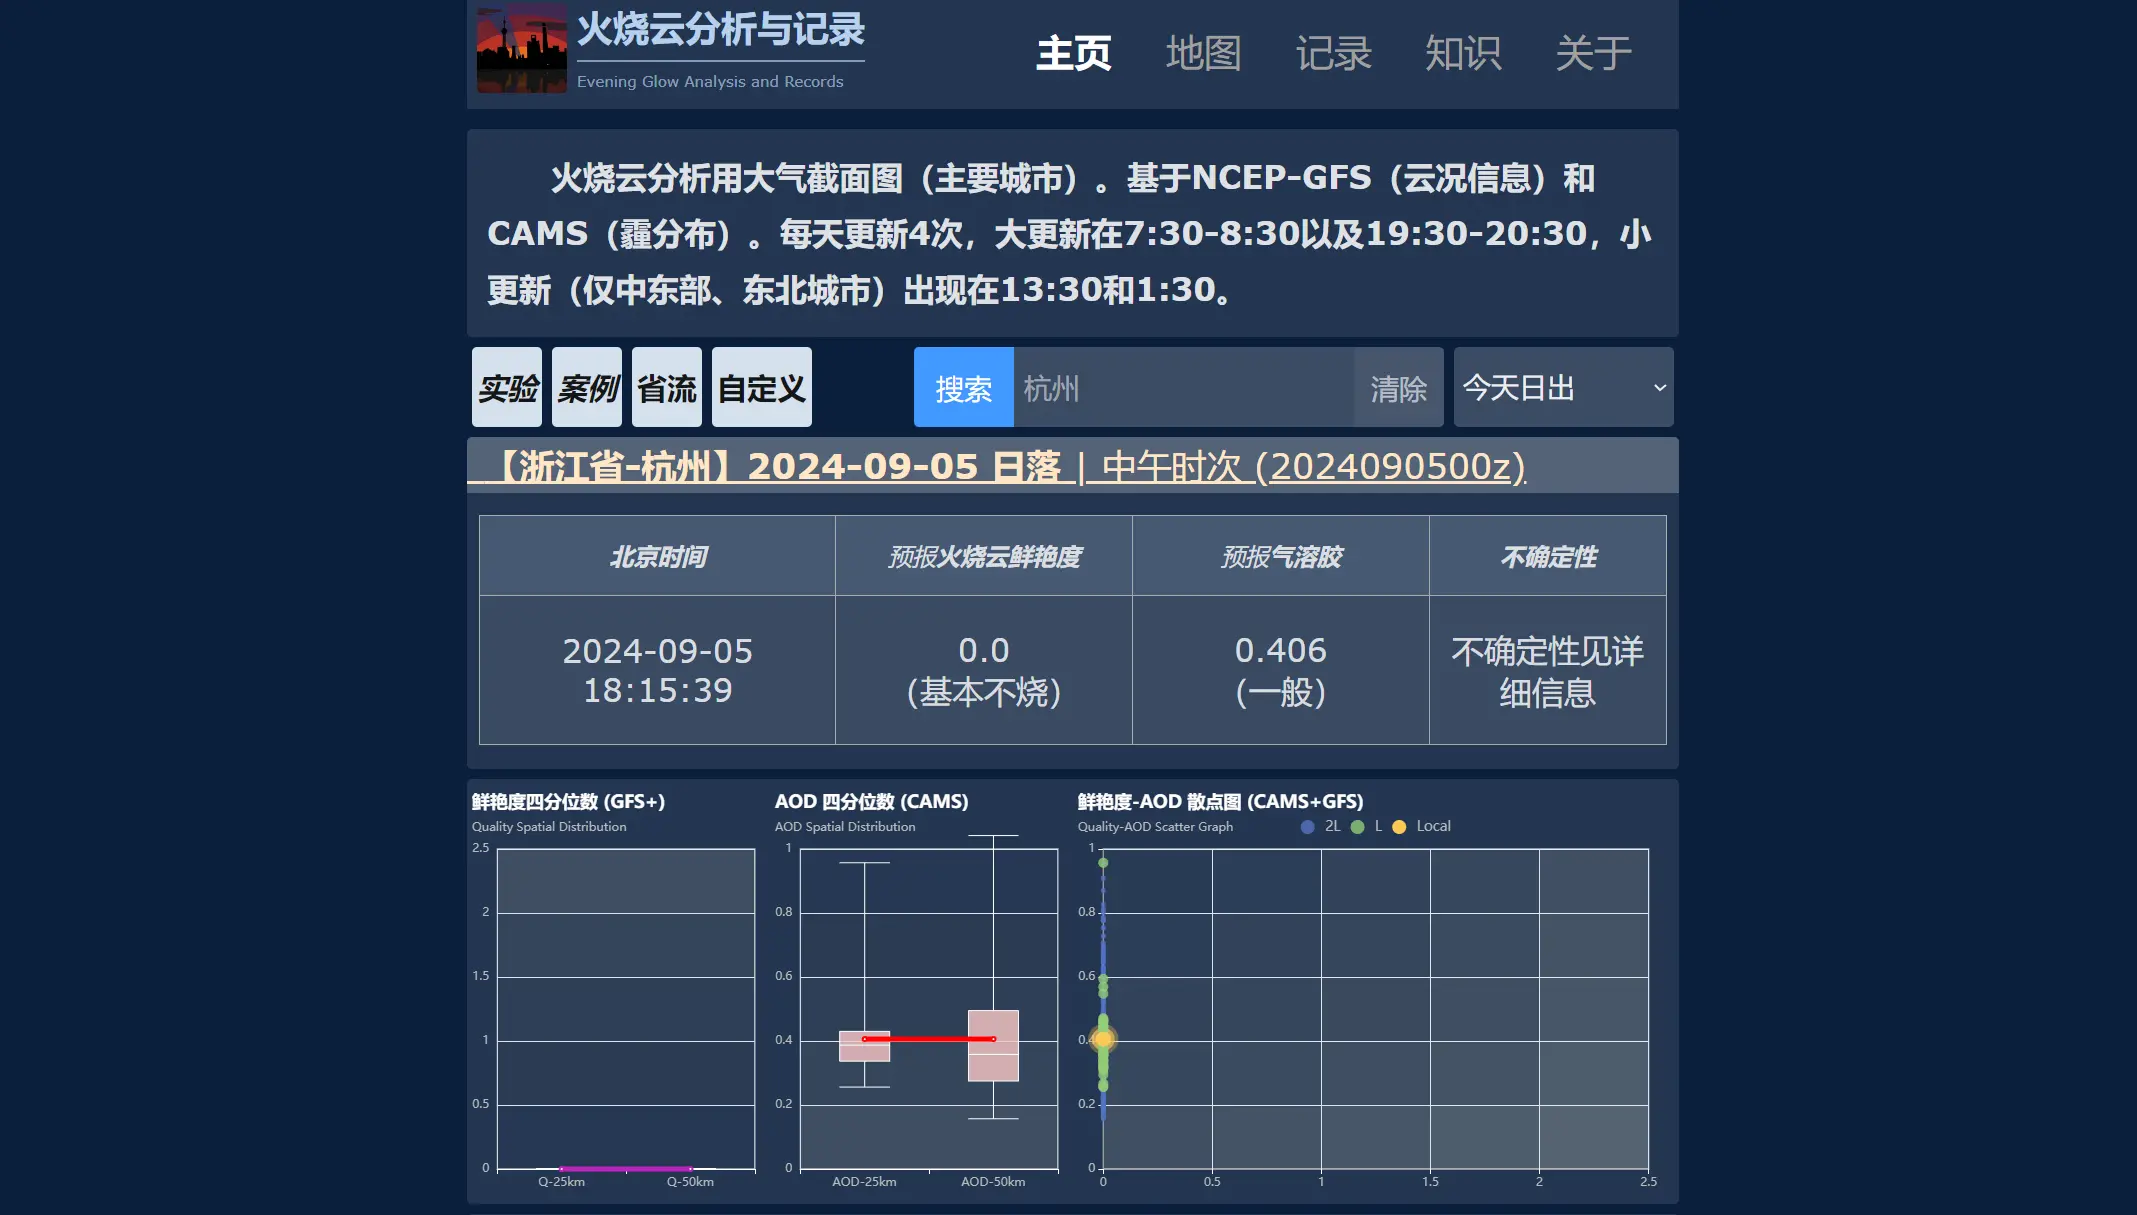 火烧云分析与记录
Evening Glow Analysis and Records
主页 地图 记录 知识 关于
火烧云分析用大气截面图（主要城市）。基于NCEP-GFS（云况信息）和
CAMS（霾分布）。每天更新4次，大更新在7:30-8:30以及19:30-20:30，小
更新（仅中东部、东北城市）出现在13:30和1:30。
实验 案例 省流 自定义 搜索 杭州 清除 今天日出
【浙江省-杭州】2024-09-05 日落 | 中午时次 (2024090500z)
北京时间 预报火烧云鲜艳度 预报气溶胶 不确定性
2024-09-05
18:15:39
0.0
(基本不烧)
0.406
(一般)
不确定性见详
细信息
鲜艳度四分位数 (GFS+)
Quality Spatial Distribution
2.5
2
1.5
1
0.5
0
Q-25km Q-50km
AOD 四分位数 (CAMS)
AOD Spatial Distribution
1
0.8
0.6
0.4
0.2
0
AOD-25km AOD-50km
鲜艳度-AOD 散点图 (CAMS+GFS)
Quality-AOD Scatter Graph 2L L Local
1
0.8
0.6
0.4
0.2
0
0 0.5 1 1.5 2 2.5